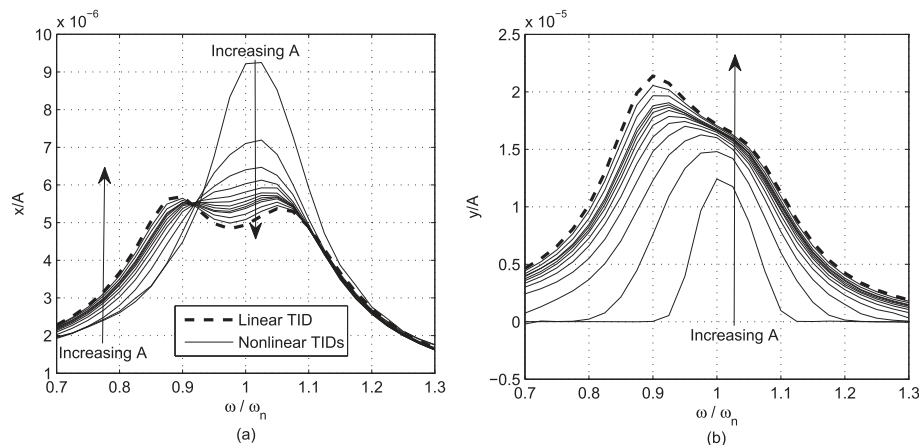 x 10⁻⁶
10
9
8
7
6
5
4
3
2
1
x/A
Increasing A
Increasing A
Linear TID
Nonlinear TIDs
0.7 0.8 0.9 1 1.1 1.2 1.3
ω / ωₙ
(a)
x 10⁻⁵
2.5
2
1.5
1
0.5
0
−0.5
y/A
Increasing A
0.7 0.8 0.9 1 1.1 1.2 1.3
ω / ωₙ
(b)